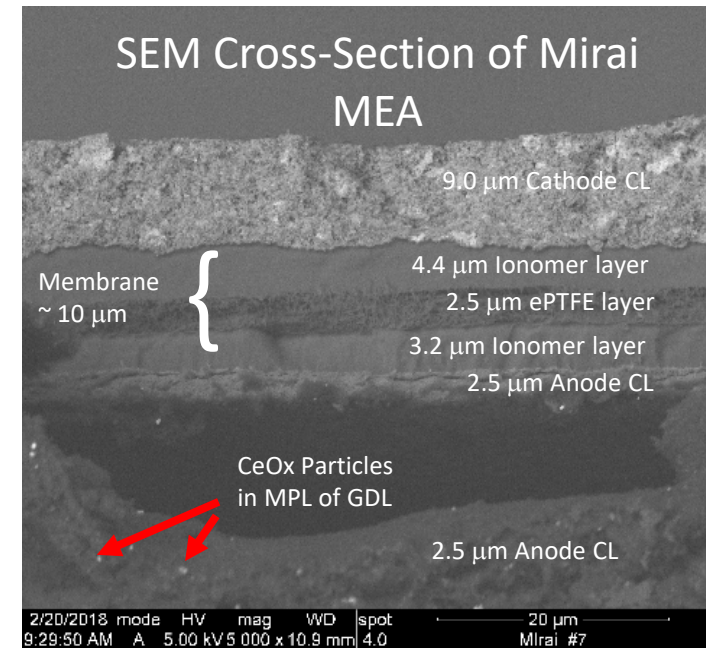 SEM Cross-Section of Mirai
MEA
9.0 μm Cathode CL
4.4 μm Ionomer layer
Membrane
~ 10 μm
{
2.5 μm ePTFE layer
3.2 μm Ionomer layer
2.5 μm Anode CL
CeOx Particles
in MPL of GDL
2.5 μm Anode CL
2/20/2018 mode HV mag WD spot 20 μm
9:29:50 AM A 5.00 kV 5 000 x 10.9 mm 4.0 MIrai #7